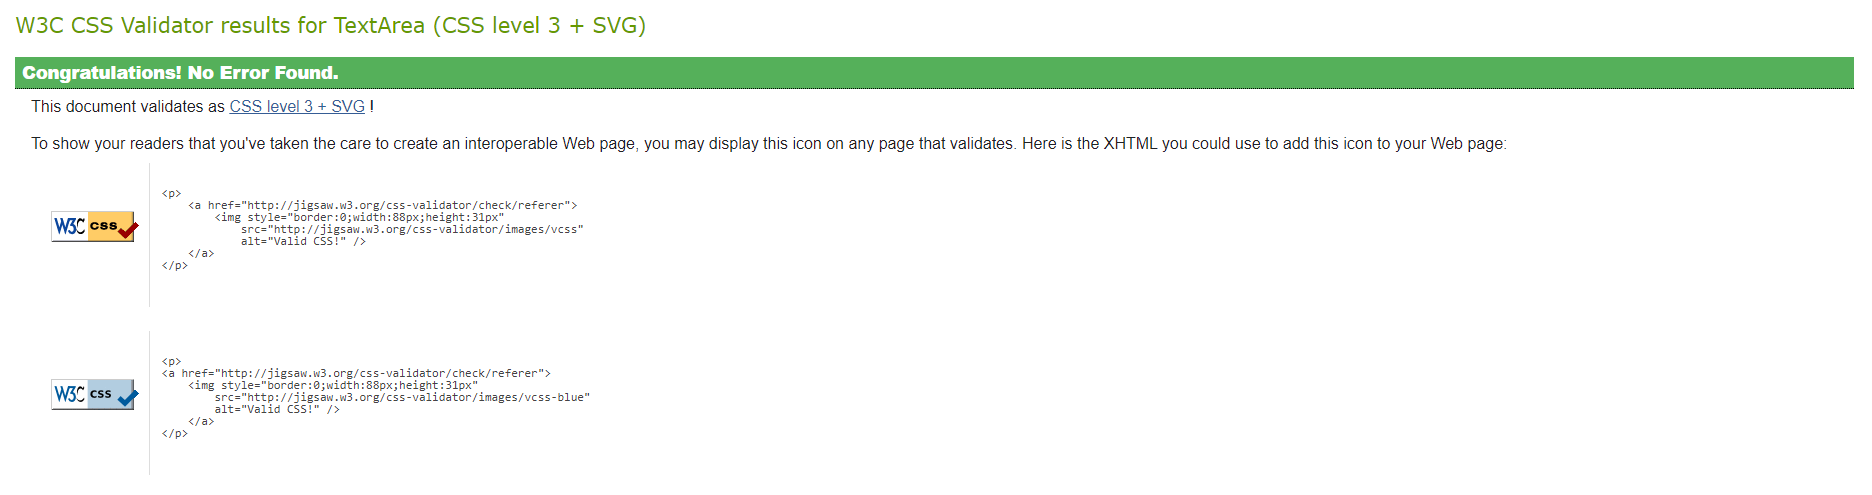 W3C CSS Validator results for TextArea (CSS level 3 + SVG)
Congratulations! No Error Found.
This document validates as CSS level 3 + SVG !
To show your readers that you've taken the care to create an interoperable Web page, you may display this icon on any page that validates. Here is the XHTML you could use to add this icon to your Web page:
W3C css
<p>
<a href="http://jigsaw.w3.org/css-validator/check/referer">
<img style="border:0;width:88px;height:31px"
src="http://jigsaw.w3.org/css-validator/images/vcss"
alt="Valid CSS!" />
</a>
</p>
W3C css
<p>
<a href="http://jigsaw.w3.org/css-validator/check/referer">
<img style="border:0;width:88px;height:31px"
src="http://jigsaw.w3.org/css-validator/images/vcss-blue"
alt="Valid CSS!" />
</a>
</p>